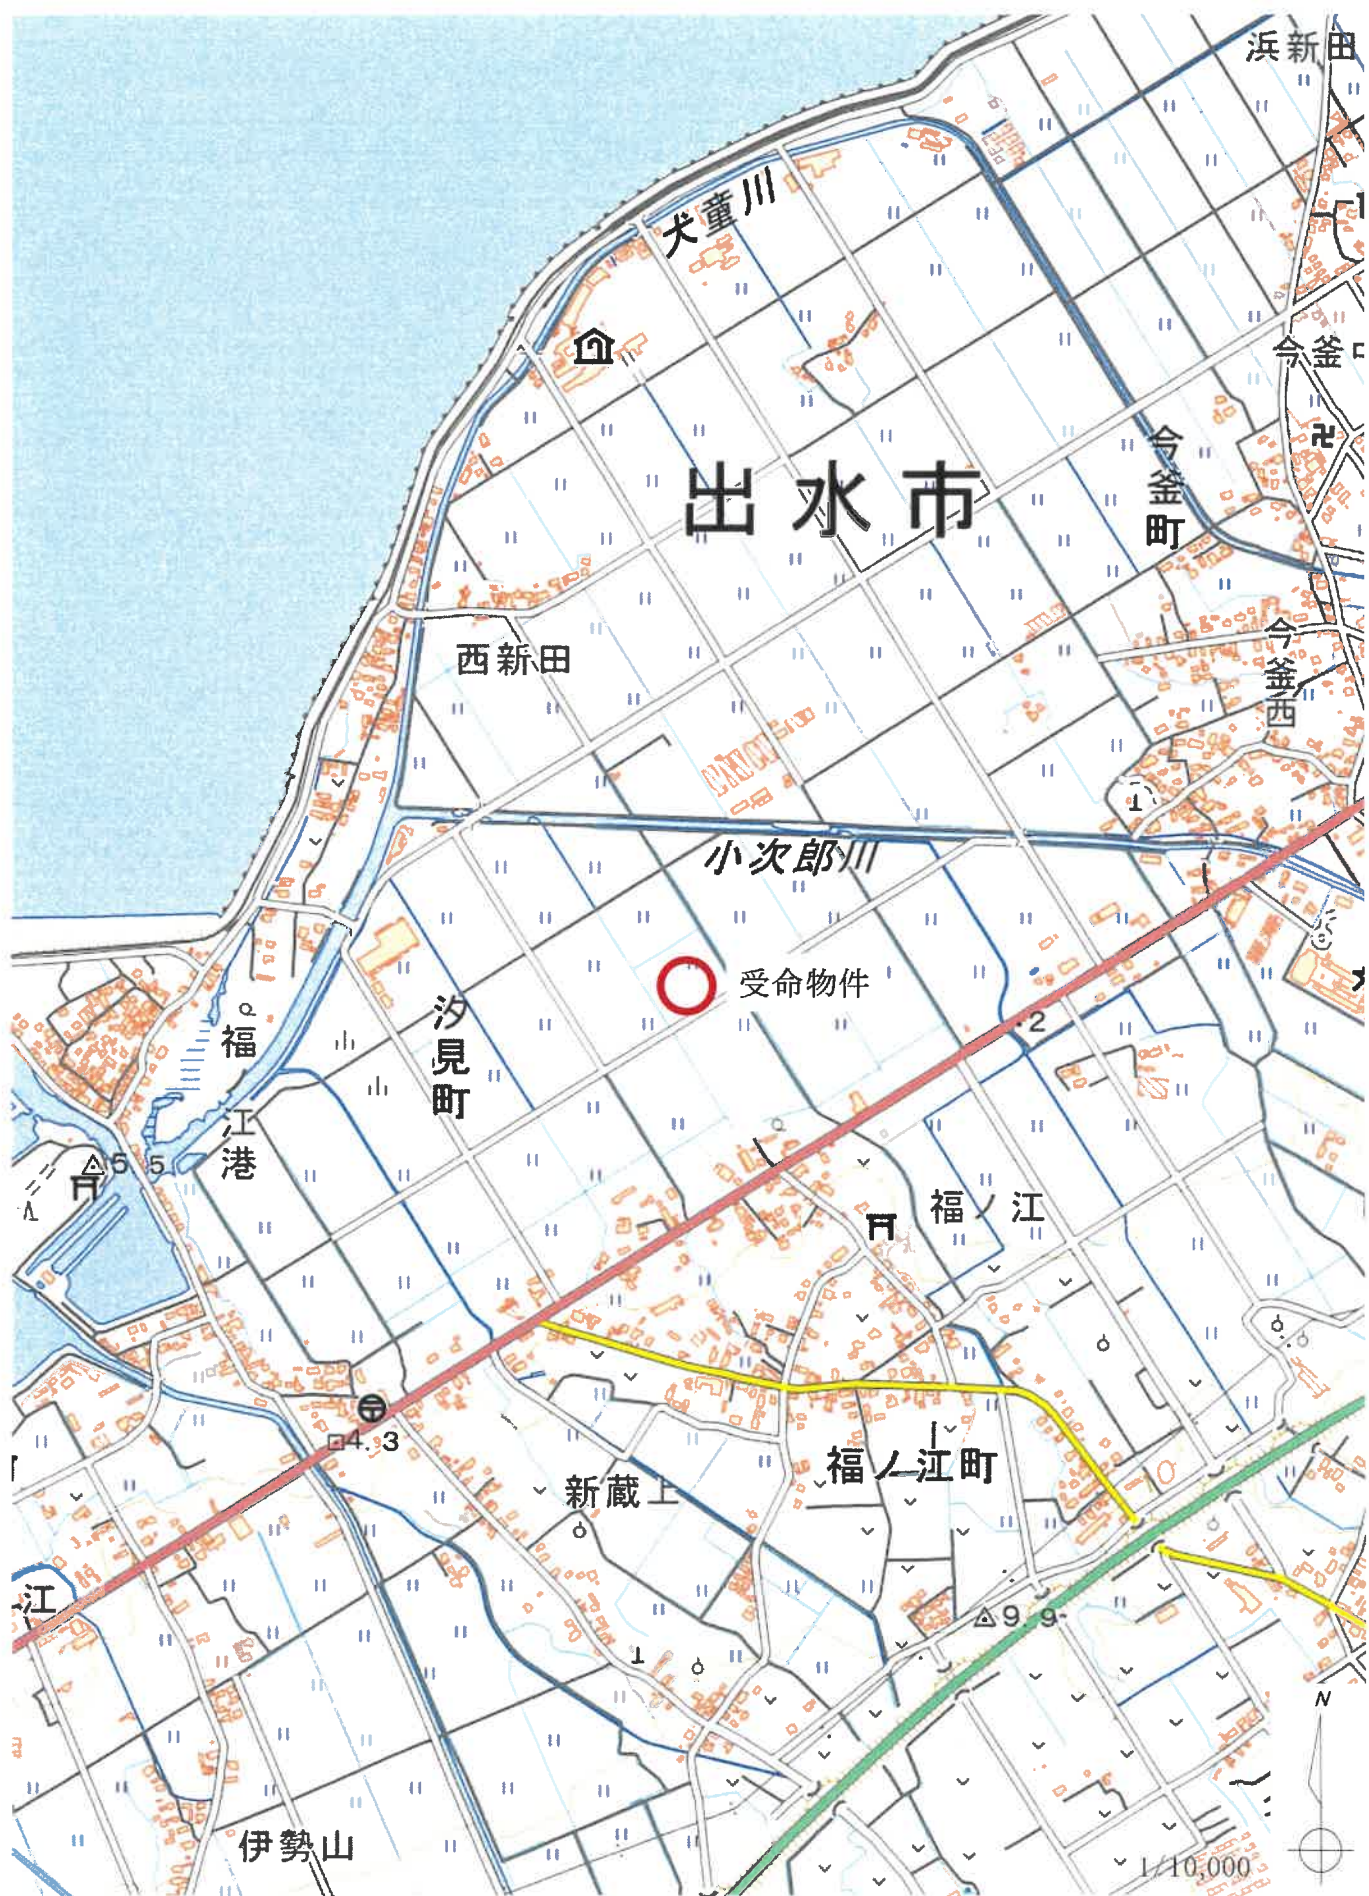 浜新田
犬童川
今釜
出水市
今釜町
西新田
今釜西
小次郎川
受命物件
汐見町
2
福ノ江港
5.5
福ノ江
4.3
福ノ江町
新蔵上
江
9.9
伊勢山
N
1/10,000